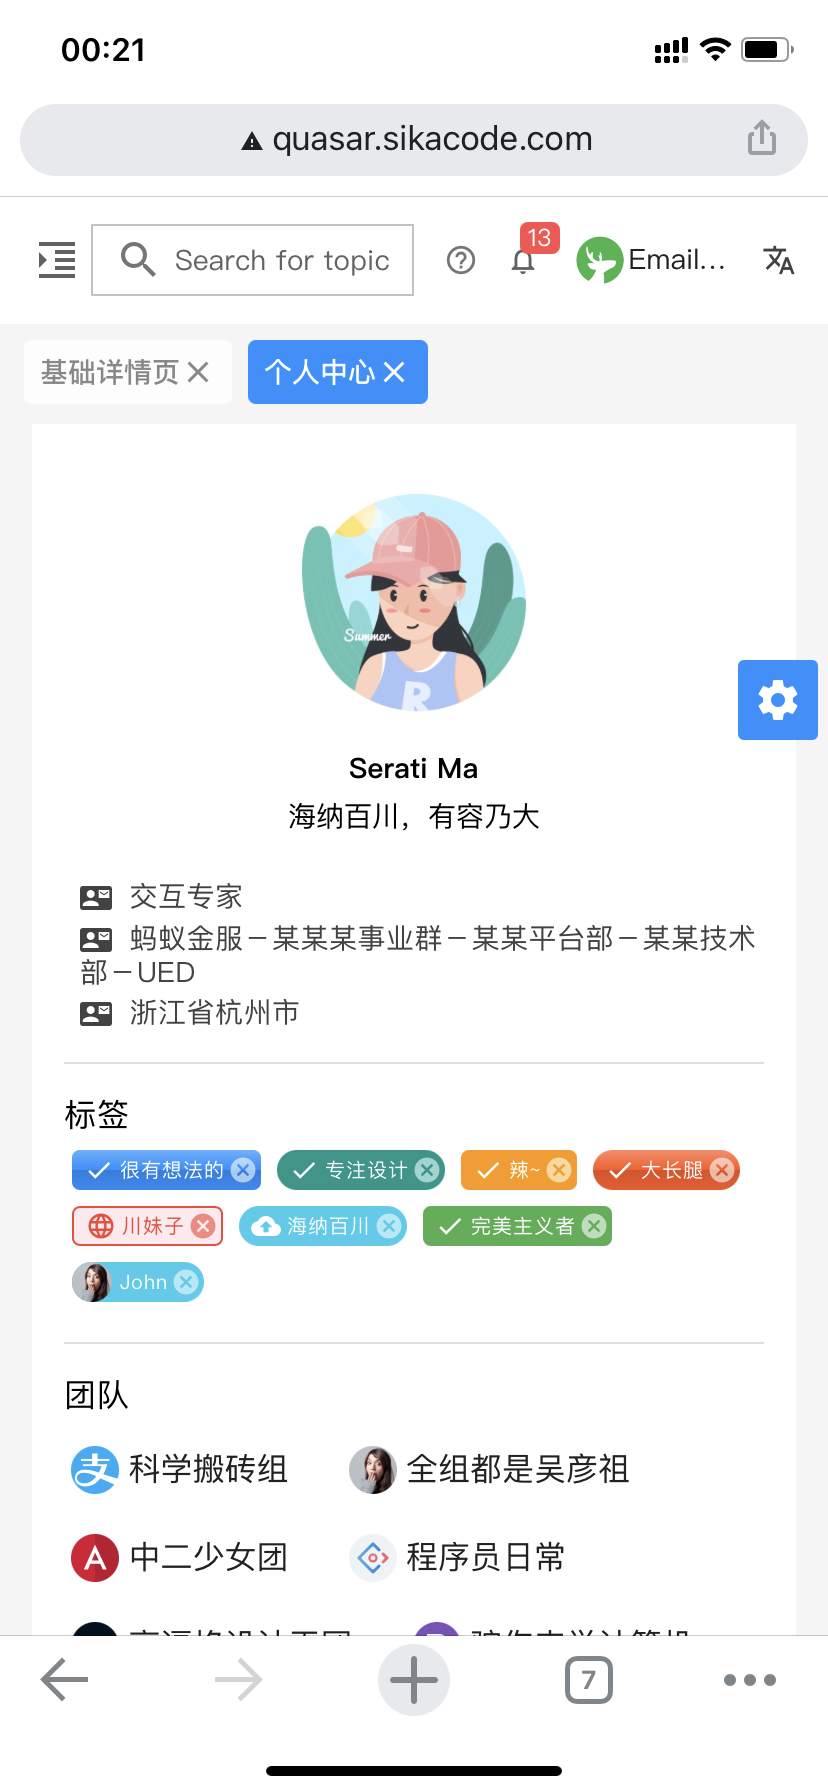 00:21
quasar.sikacode.com
Search for topic
13
Email...
基础详情页
个人中心
Summer
R
Serati Ma
海纳百川，有容乃大
交互专家
蚂蚁金服－某某某事业群－某某平台部－某某技术
部－UED
浙江省杭州市
标签
很有想法的 专注设计 辣~ 大长腿
川妹子 海纳百川 完美主义者
John
团队
科学搬砖组 全组都是吴彦祖
中二少女团 程序员日常
7